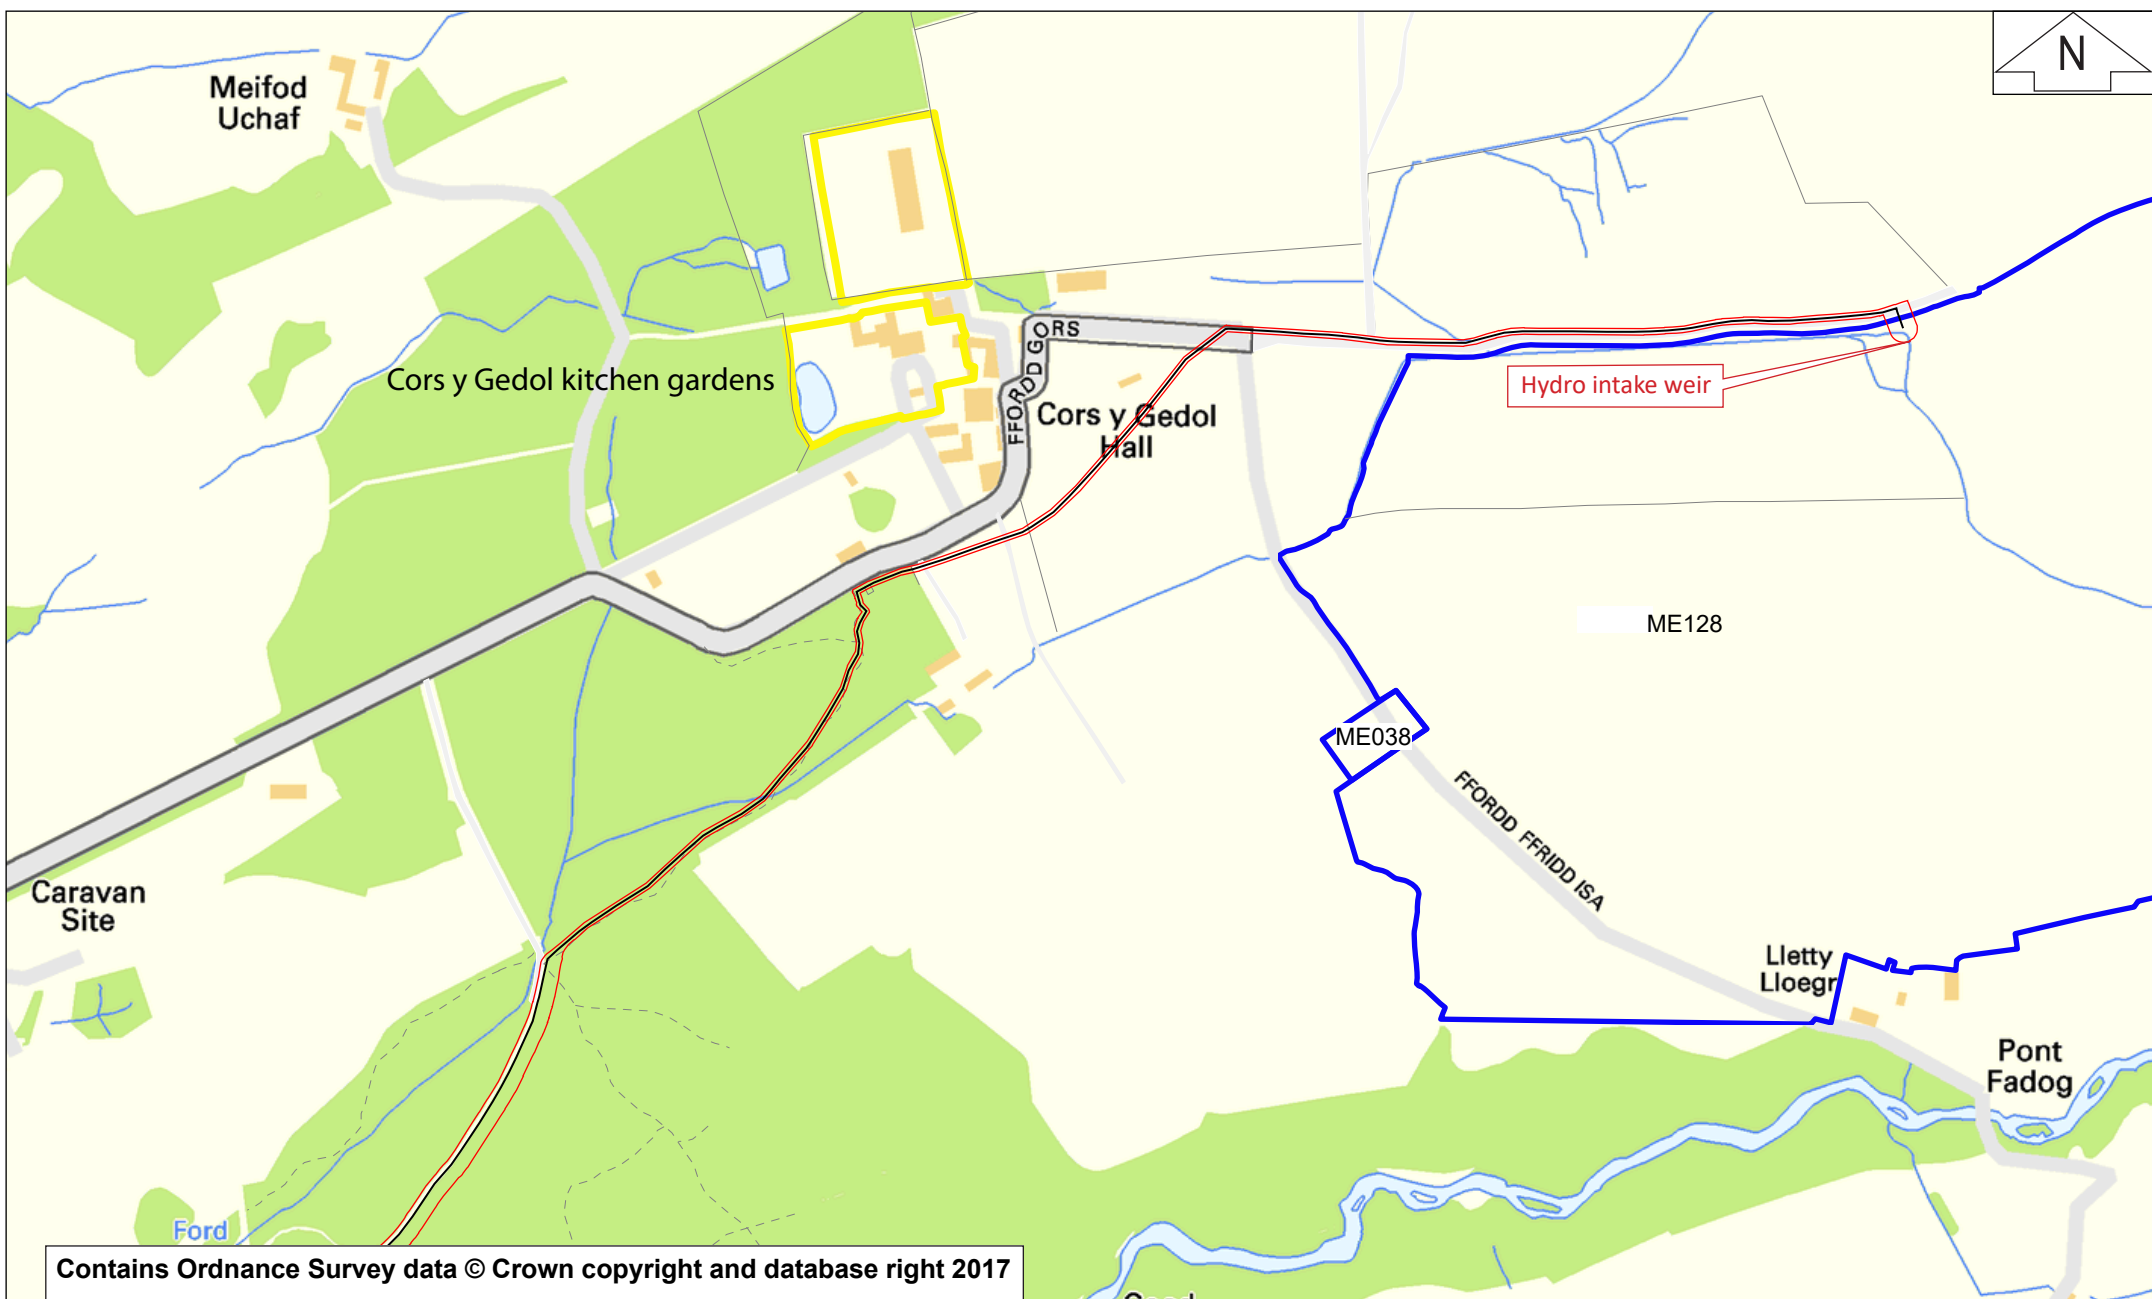 N
Meifod
Uchaf
FFORDD GORS
Cors y Gedol kitchen gardens
Hydro intake weir
Cors y Gedol
Hall
ME128
ME038
FFORDD FFRIDD ISA
Caravan
Site
Lletty
Lloegr
Pont
Fadog
Ford
Contains Ordnance Survey data © Crown copyright and database right 2017